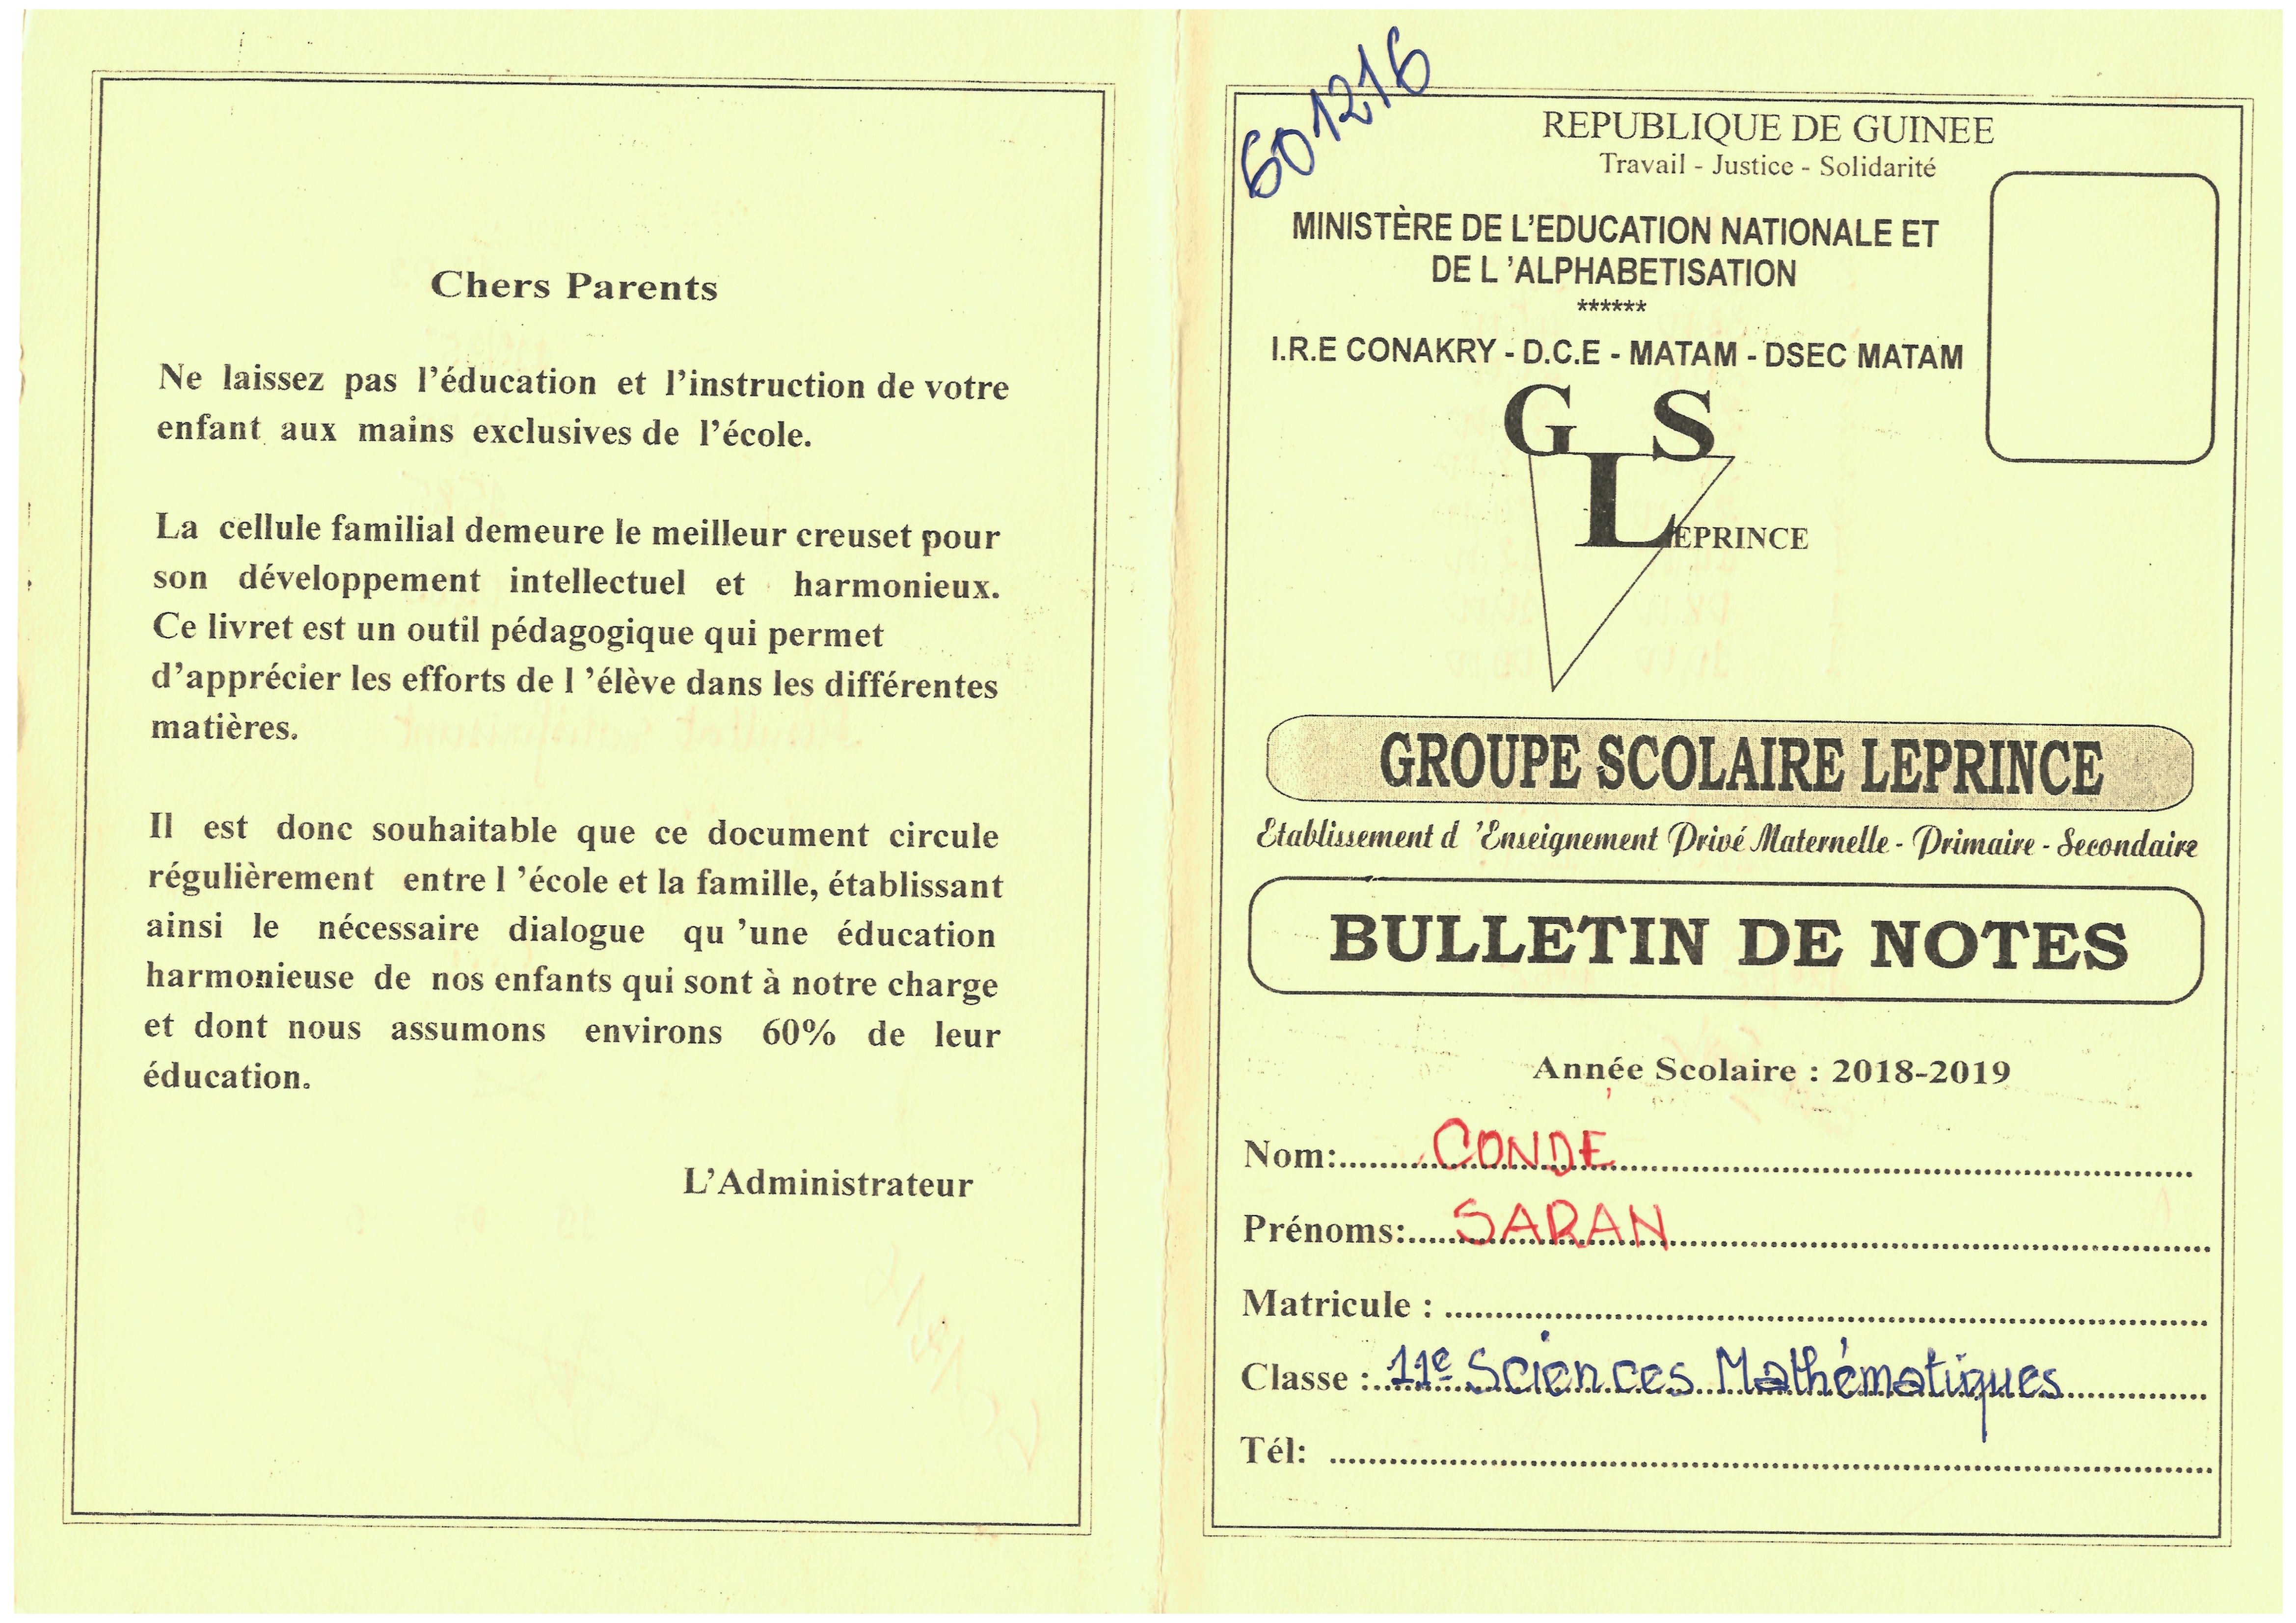 Chers Parents
Ne laissez pas l’éducation et l’instruction de votre
enfant aux mains exclusives de l’école.
La cellule familial demeure le meilleur creuset pour
son développement intellectuel et harmonieux.
Ce livret est un outil pédagogique qui permet
d’apprécier les efforts de l ’élève dans les différentes
matières.
Il est donc souhaitable que ce document circule
régulièrement entre l ’école et la famille, établissant
ainsi le nécessaire dialogue qu ’une éducation
harmonieuse de nos enfants qui sont à notre charge
et dont nous assumons environs 60% de leur
éducation.
L’Administrateur
601216
REPUBLIQUE DE GUINEE
Travail - Justice - Solidarité
MINISTÈRE DE L’EDUCATION NATIONALE ET
DE L ’ALPHABETISATION
******
I.R.E CONAKRY - D.C.E - MATAM - DSEC MATAM
G S
LEPRINCE
GROUPE SCOLAIRE LEPRINCE
Etablissement d ’Enseignement Privé Maternelle - Primaire - Secondaire
BULLETIN DE NOTES
Année Scolaire : 2018-2019
Nom: CONDE
Prénoms: SARAN
Matricule :
Classe : 11e Sciences Mathématiques
Tél: